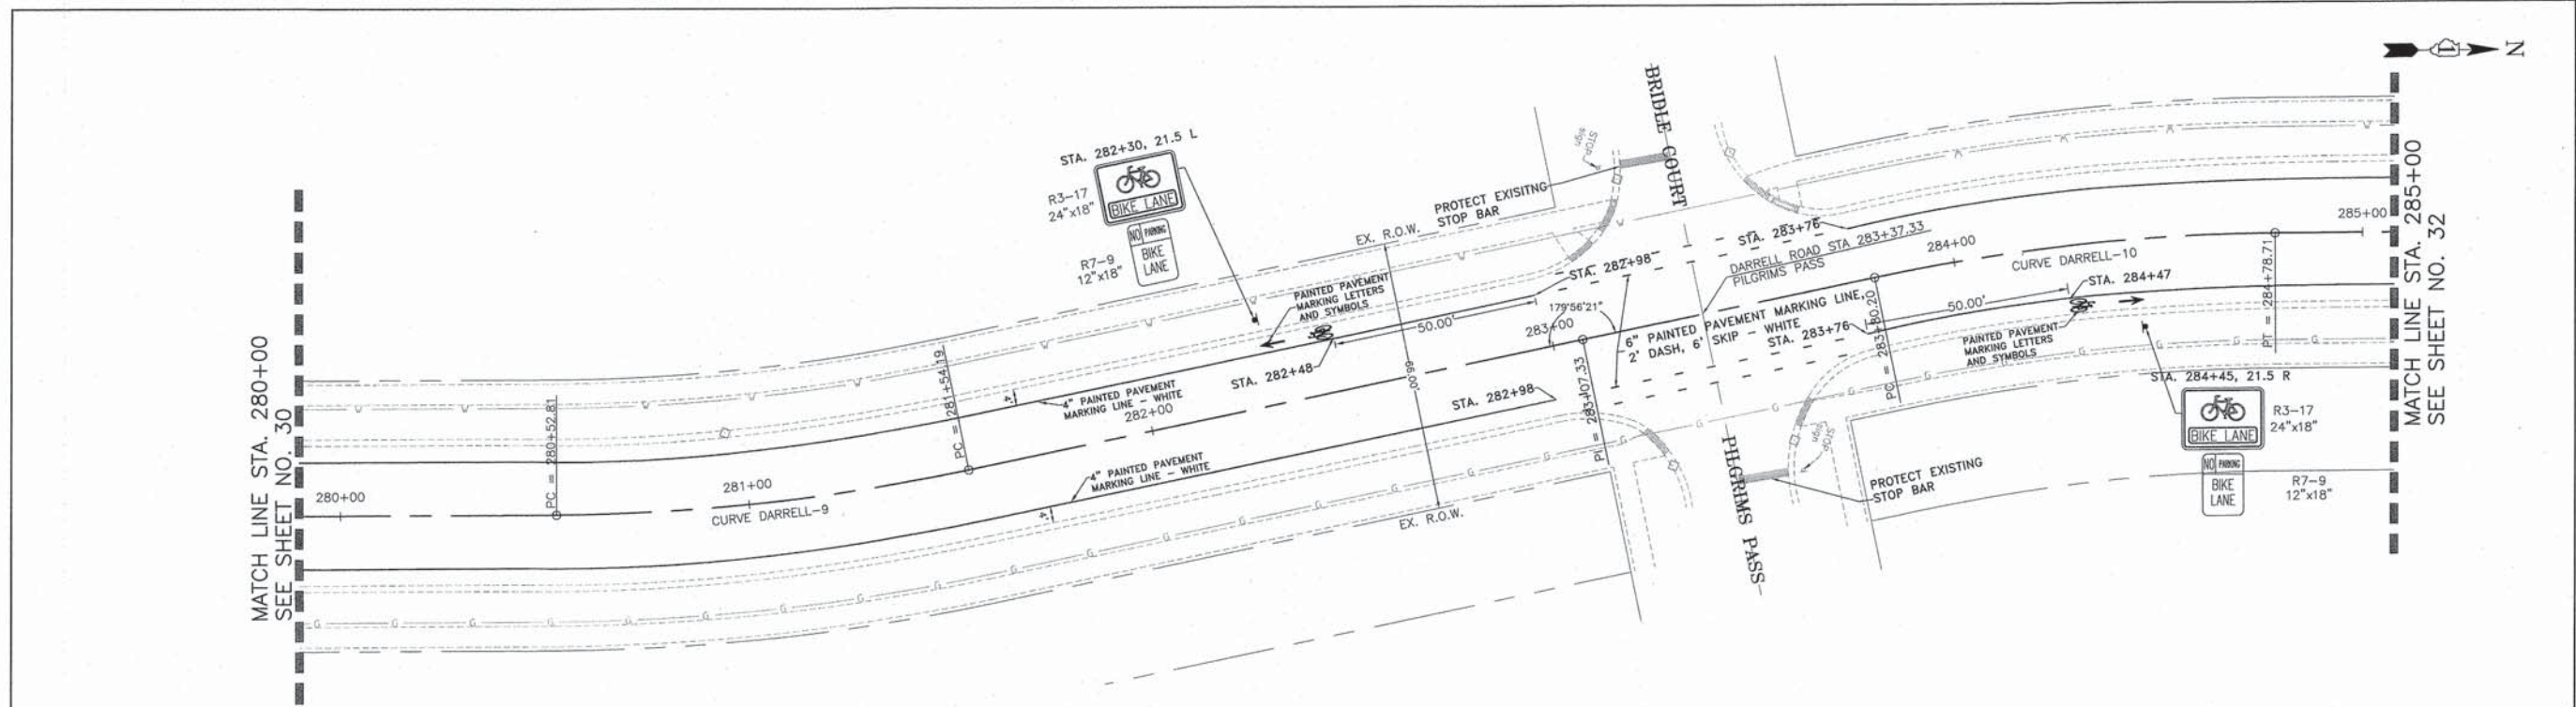 N
1
MATCH LINE STA. 280+00
SEE SHEET NO. 30
280+00
PC = 280+52.81
281+00
CURVE DARRELL-9
PC = 281+54.19
STA. 282+30, 21.5 L
R3-17
24"x18"
BIKE LANE
R7-9
12"x18"
NO PARKING
BIKE
LANE
4'
4" PAINTED PAVEMENT
MARKING LINE - WHITE
282+00
4" PAINTED PAVEMENT
MARKING LINE - WHITE
4'
PAINTED PAVEMENT
MARKING LETTERS
AND SYMBOLS
STA. 282+48
50.00'
EX. R.O.W.
66.00'
EX. R.O.W.
STA. 282+98
STA. 282+98
PROTECT EXISITNG
STOP BAR
STOP
sign
BRIDLE COURT
STA. 283+76
DARRELL ROAD STA 283+37.33
PILGRIMS PASS
179°56'21"
283+00
PI = 283+07.33
6" PAINTED PAVEMENT MARKING LINE,
2' DASH, 6' SKIP - WHITE
STA. 283+76
PC = 283+80.20
284+00
CURVE DARRELL-10
50.00'
STA. 284+47
PAINTED PAVEMENT
MARKING LETTERS
AND SYMBOLS
PILGRIMS PASS
STOP
sign
PROTECT EXISTING
STOP BAR
PT = 284+78.71
285+00
STA. 284+45, 21.5 R
BIKE LANE
R3-17
24"x18"
NO PARKING
BIKE
LANE
R7-9
12"x18"
MATCH LINE STA. 285+00
SEE SHEET NO. 32